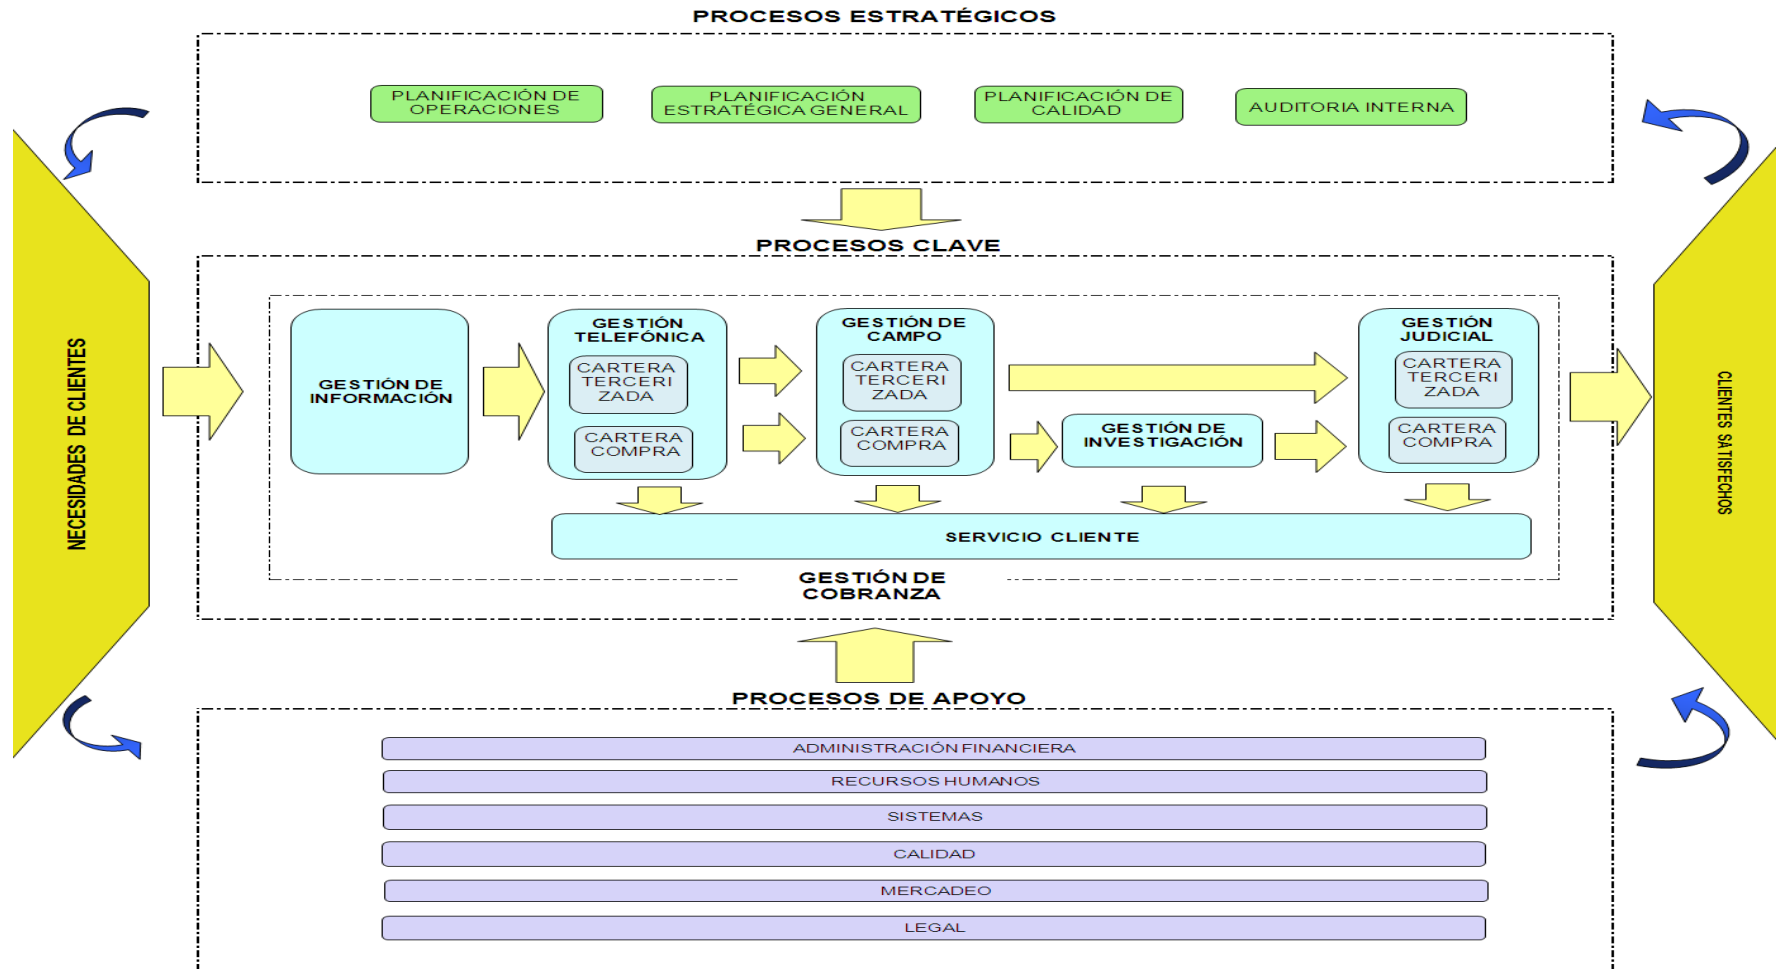 PROCESOS ESTRATÉGICOS
PLANIFICACIÓN DE
OPERACIONES
PLANIFICACIÓN
ESTRATÉGICA GENERAL
PLANIFICACIÓN DE
CALIDAD
AUDITORIA INTERNA
PROCESOS CLAVE
NECESIDADES DE CLIENTES
GESTIÓN DE
INFORMACIÓN
GESTIÓN
TELEFÓNICA
CARTERA
TERCERI
ZADA
CARTERA
COMPRA
GESTIÓN DE
CAMPO
CARTERA
TERCERI
ZADA
CARTERA
COMPRA
GESTIÓN DE
INVESTIGACIÓN
GESTIÓN
JUDICIAL
CARTERA
TERCERI
ZADA
CARTERA
COMPRA
CLIENTES SATISFECHOS
SERVICIO CLIENTE
GESTIÓN DE
COBRANZA
PROCESOS DE APOYO
ADMINISTRACIÓN FINANCIERA
RECURSOS HUMANOS
SISTEMAS
CALIDAD
MERCADEO
LEGAL